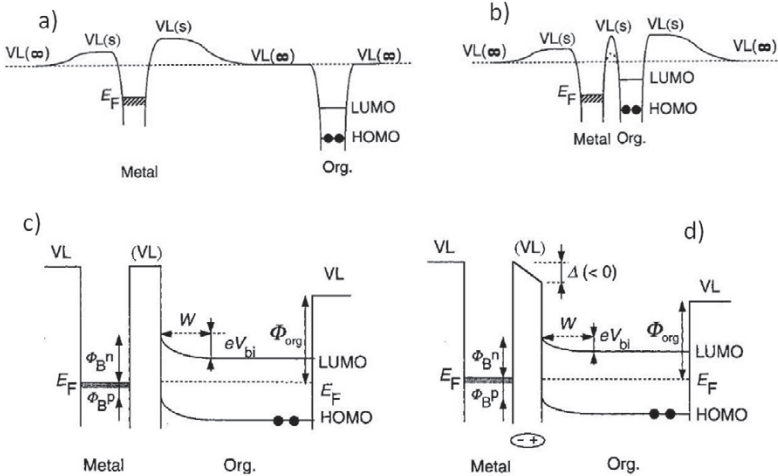 a)
VL(s)
VL(s)
VL(∞)
VL(∞)
VL(∞)
E_F
LUMO
HOMO
Metal
Org.
b)
VL(s)
VL(s)
VL(s)
VL(∞)
VL(∞)
E_F
LUMO
HOMO
Metal
Org.
c)
VL
(VL)
VL
W
Φ_org
eV_bi
Φ_B^n
LUMO
E_F
E_F
Φ_B^p
HOMO
Metal
Org.
d)
VL
(VL)
Δ (< 0)
VL
W
Φ_org
eV_bi
Φ_B^n
LUMO
E_F
E_F
Φ_B^p
HOMO
- +
Metal
Org.